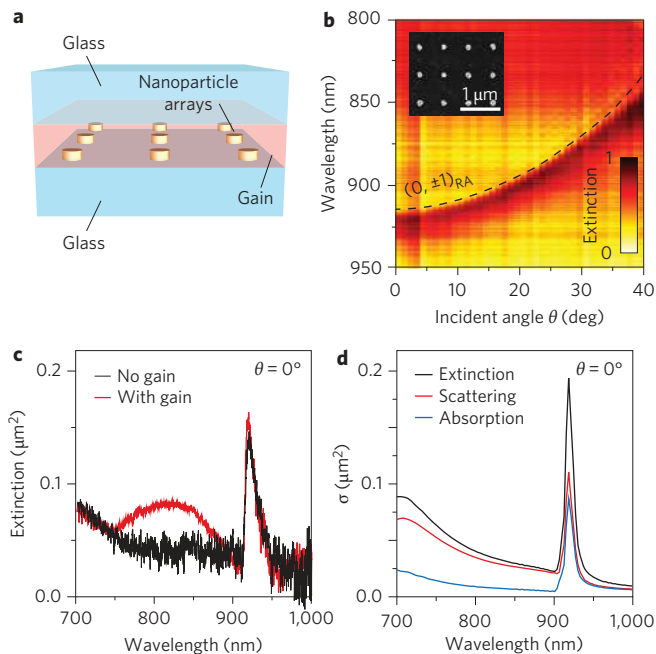 a
Glass
Nanoparticle
arrays
Gain
Glass
b
Wavelength (nm)
800
850
900
950
1 μm
(0, ±1)RA
Extinction
1
0
0
10
20
30
40
Incident angle θ (deg)
c
0.2
0.1
0.0
Extinction (μm²)
No gain
With gain
θ = 0°
700
800
900
1,000
Wavelength (nm)
d
0.2
0.1
0.0
σ (μm²)
Extinction
Scattering
Absorption
θ = 0°
700
800
900
1,000
Wavelength (nm)